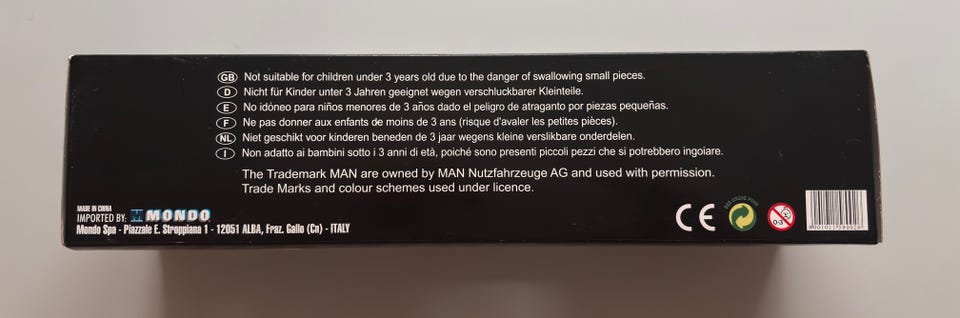 GB Not suitable for children under 3 years old due to the danger of swallowing small pieces.
D Nicht für Kinder unter 3 Jahren geeignet wegen verschluckbarer Kleinteile.
E No idóneo para niños menores de 3 años dado el peligro de atraganto por piezas pequeñas.
F Ne pas donner aux enfants de moins de 3 ans (risque d'avaler les petites pièces).
NL Niet geschikt voor kinderen beneden de 3 jaar wegens kleine verslikbare onderdelen.
I Non adatto ai bambini sotto i 3 anni di età, poiché sono presenti piccoli pezzi che si potrebbero ingoiare.
The Trademark MAN are owned by MAN Nutzfahrzeuge AG and used with permission.
Trade Marks and colour schemes used under licence.
MADE IN CHINA
IMPORTED BY: M MONDO
Mondo Spa - Piazzale E. Stroppiana 1 - 12051 ALBA, Fraz. Gallo (Cn) - ITALY
CE
DER GRÜNE PUNKT
0-3